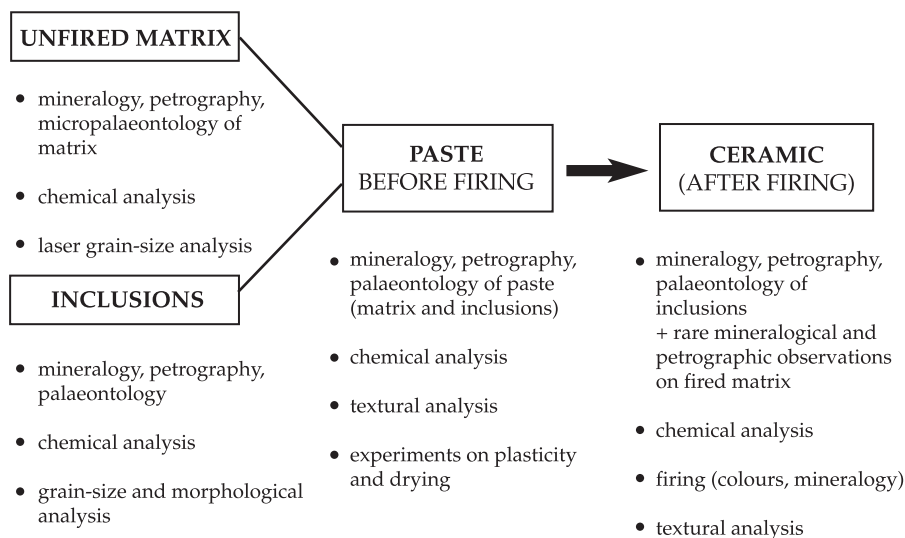 UNFIRED MATRIX
• mineralogy, petrography,
micropalaeontology of
matrix
• chemical analysis
• laser grain-size analysis
INCLUSIONS
• mineralogy, petrography,
palaeontology
• chemical analysis
• grain-size and morphological
analysis
PASTE
BEFORE FIRING
• mineralogy, petrography,
palaeontology of paste
(matrix and inclusions)
• chemical analysis
• textural analysis
• experiments on plasticity
and drying
CERAMIC
(AFTER FIRING)
• mineralogy, petrography,
palaeontology of
inclusions
+ rare mineralogical and
petrographic observations
on fired matrix
• chemical analysis
• firing (colours, mineralogy)
• textural analysis